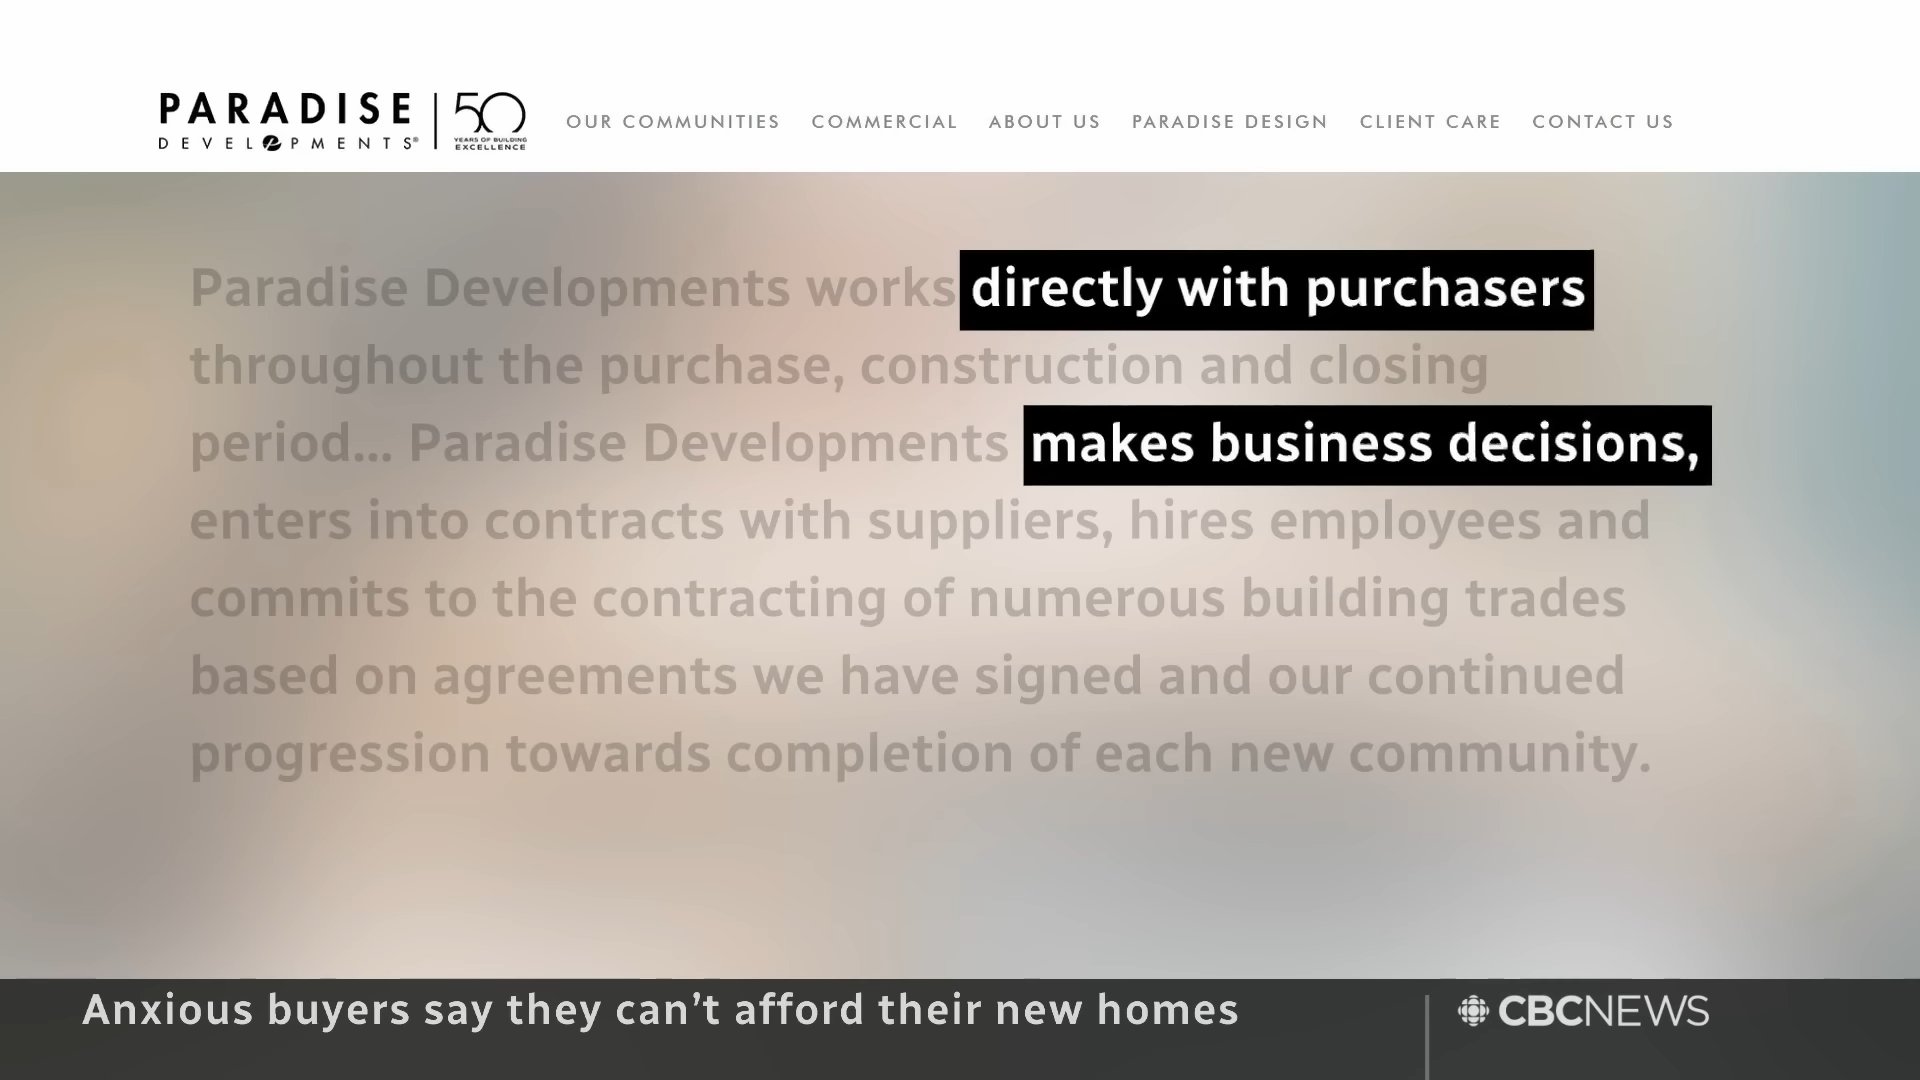 PARADISE
DEVELOPMENTS®
50
YEARS OF BUILDING
EXCELLENCE
OUR COMMUNITIES COMMERCIAL ABOUT US PARADISE DESIGN CLIENT CARE CONTACT US
Paradise Developments works directly with purchasers
throughout the purchase, construction and closing
period... Paradise Developments makes business decisions,
enters into contracts with suppliers, hires employees and
commits to the contracting of numerous building trades
based on agreements we have signed and our continued
progression towards completion of each new community.
Anxious buyers say they can’t afford their new homes
CBCNEWS